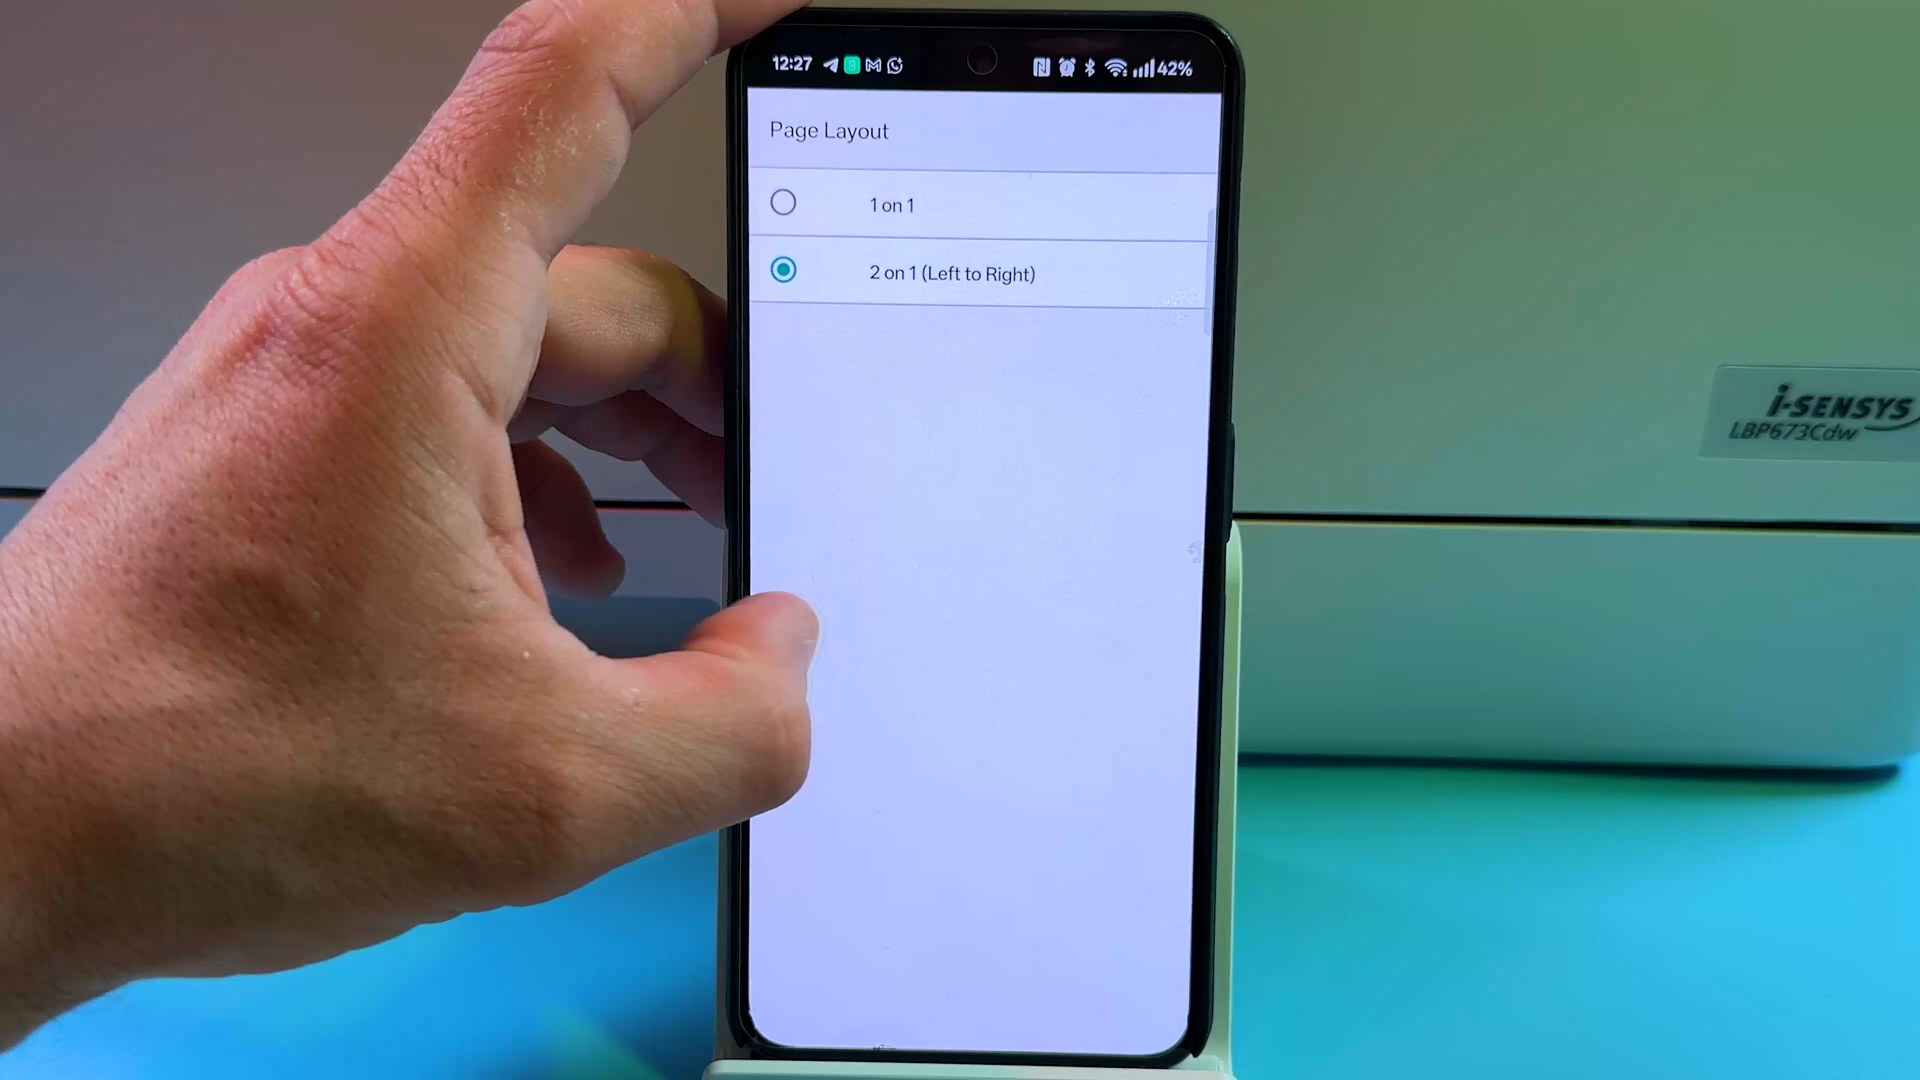 12:27 42%
Page Layout
1 on 1
2 on 1 (Left to Right)
i-SENSYS
LBP673Cdw